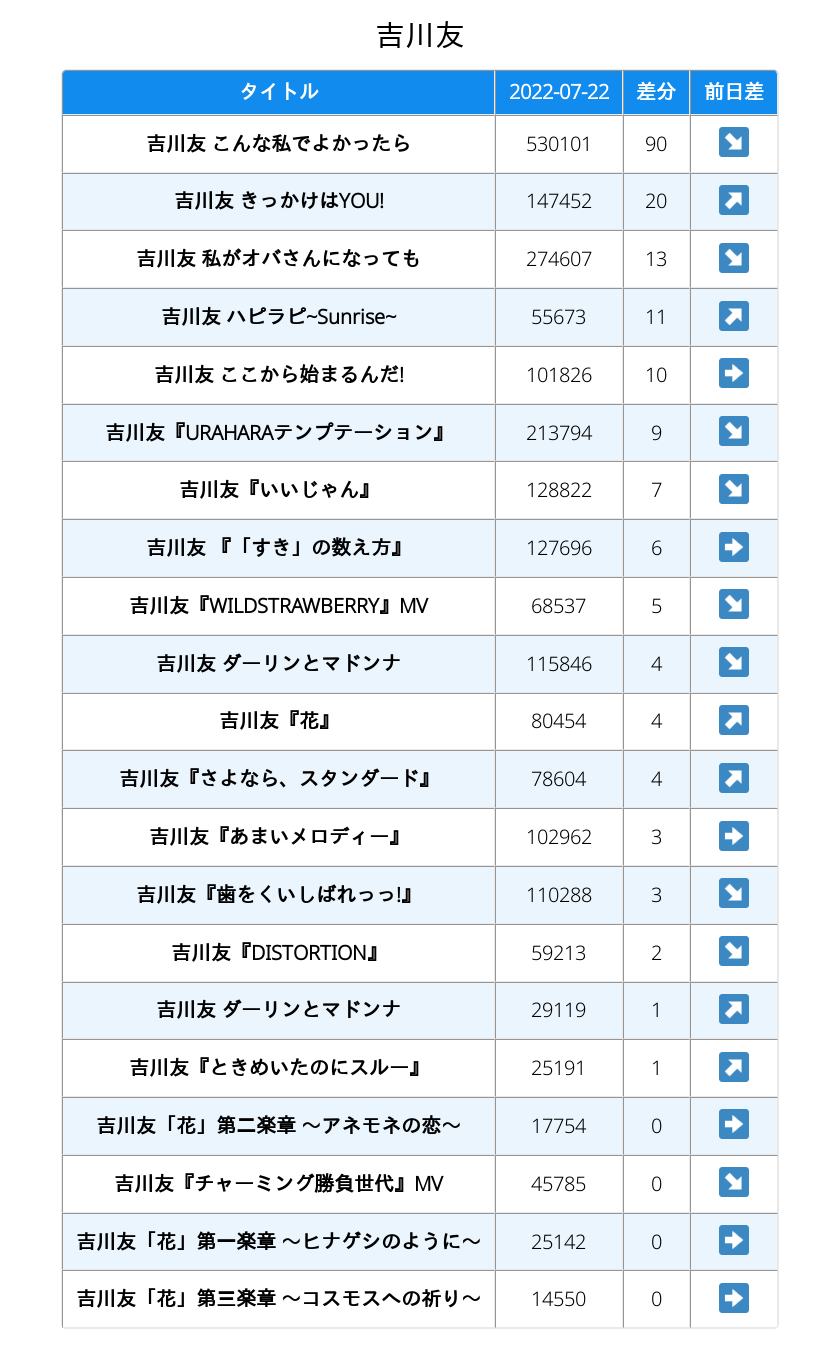 吉川友
タイトル 2022-07-22 差分 前日差
吉川友 こんな私でよかったら 530101 90 ↘
吉川友 きっかけはYOU! 147452 20 ↗
吉川友 私がオバさんになっても 274607 13 ↘
吉川友 ハピラピ~Sunrise~ 55673 11 ↗
吉川友 ここから始まるんだ! 101826 10 ➡
吉川友『URAHARAテンプテーション』 213794 9 ↘
吉川友『いいじゃん』 128822 7 ↘
吉川友 『「すき」の数え方』 127696 6 ➡
吉川友『WILDSTRAWBERRY』MV 68537 5 ↘
吉川友 ダーリンとマドンナ 115846 4 ↘
吉川友『花』 80454 4 ↗
吉川友『さよなら、スタンダード』 78604 4 ↗
吉川友『あまいメロディー』 102962 3 ➡
吉川友『歯をくいしばれっっ!』 110288 3 ↘
吉川友『DISTORTION』 59213 2 ↘
吉川友 ダーリンとマドンナ 29119 1 ↗
吉川友『ときめいたのにスルー』 25191 1 ↗
吉川友「花」第二楽章 ～アネモネの恋～ 17754 0 ➡
吉川友『チャーミング勝負世代』MV 45785 0 ↘
吉川友「花」第一楽章 ～ヒナゲシのように～ 25142 0 ➡
吉川友「花」第三楽章 ～コスモスへの祈り～ 14550 0 ➡